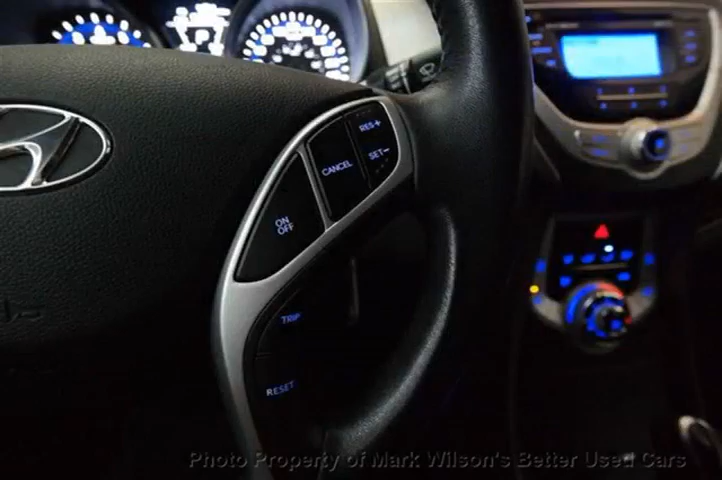 RES+
CANCEL
SET-
ON
OFF
TRIP
RESET
Photo Property of Mark Wilson's Better Used Cars